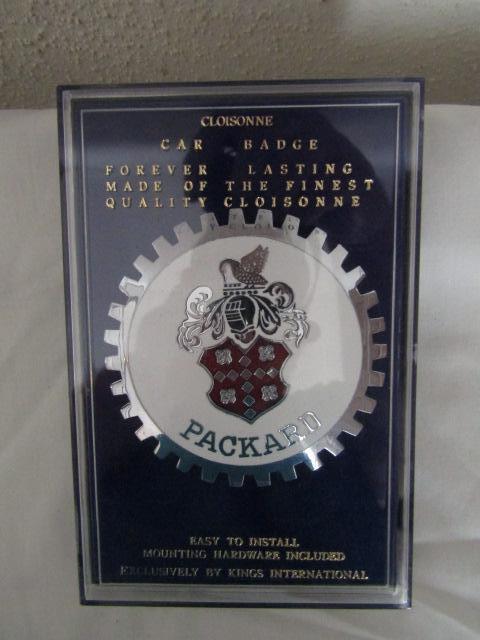 CLOISONNE
CAR BADGE
FOREVER LASTING
MADE OF THE FINEST
QUALITY CLOISONNE
PACKARD
EASY TO INSTALL
MOUNTING HARDWARE INCLUDED
EXCLUSIVELY BY KINGS INTERNATIONAL